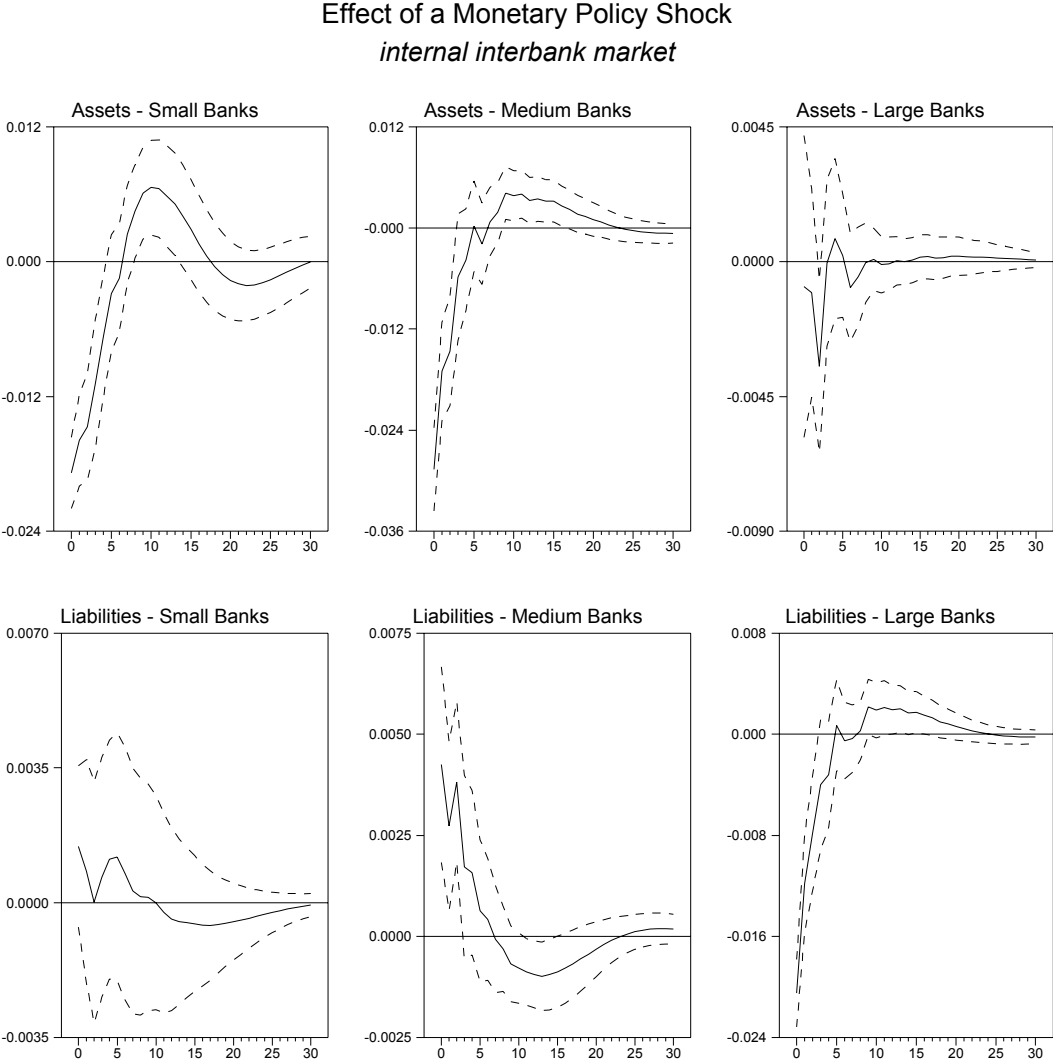 Effect of a Monetary Policy Shock
internal interbank market
Assets - Small Banks
0.012
0.000
-0.012
-0.024
0 5 10 15 20 25 30
Assets - Medium Banks
0.012
-0.000
-0.012
-0.024
-0.036
0 5 10 15 20 25 30
Assets - Large Banks
0.0045
0.0000
-0.0045
-0.0090
0 5 10 15 20 25 30
Liabilities - Small Banks
0.0070
0.0035
0.0000
-0.0035
0 5 10 15 20 25 30
Liabilities - Medium Banks
0.0075
0.0050
0.0025
0.0000
-0.0025
0 5 10 15 20 25 30
Liabilities - Large Banks
0.008
0.000
-0.008
-0.016
-0.024
0 5 10 15 20 25 30